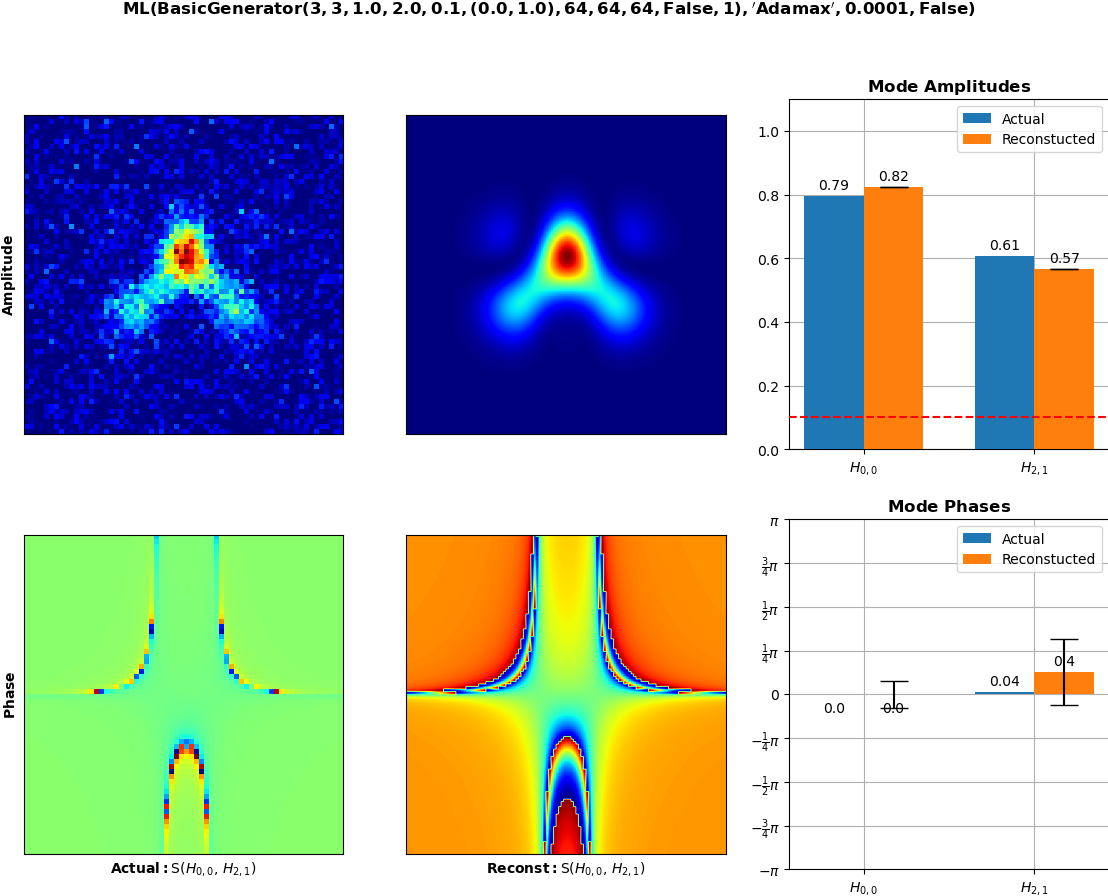 ML(BasicGenerator(3, 3, 1.0, 2.0, 0.1, (0.0, 1.0), 64, 64, 64, False, 1), ′Adamax′, 0.0001, False)
Amplitude
Mode Amplitudes
Actual
Reconstucted
1.0
0.8
0.6
0.4
0.2
0.0
0.79
0.82
0.61
0.57
H0, 0
H2, 1
Phase
Actual: S(H0, 0, H2, 1)
Reconst: S(H0, 0, H2, 1)
Mode Phases
Actual
Reconstucted
π
3/4π
1/2π
1/4π
0
−1/4π
−1/2π
−3/4π
−π
0.0
0.0
0.04
0.4
H0, 0
H2, 1